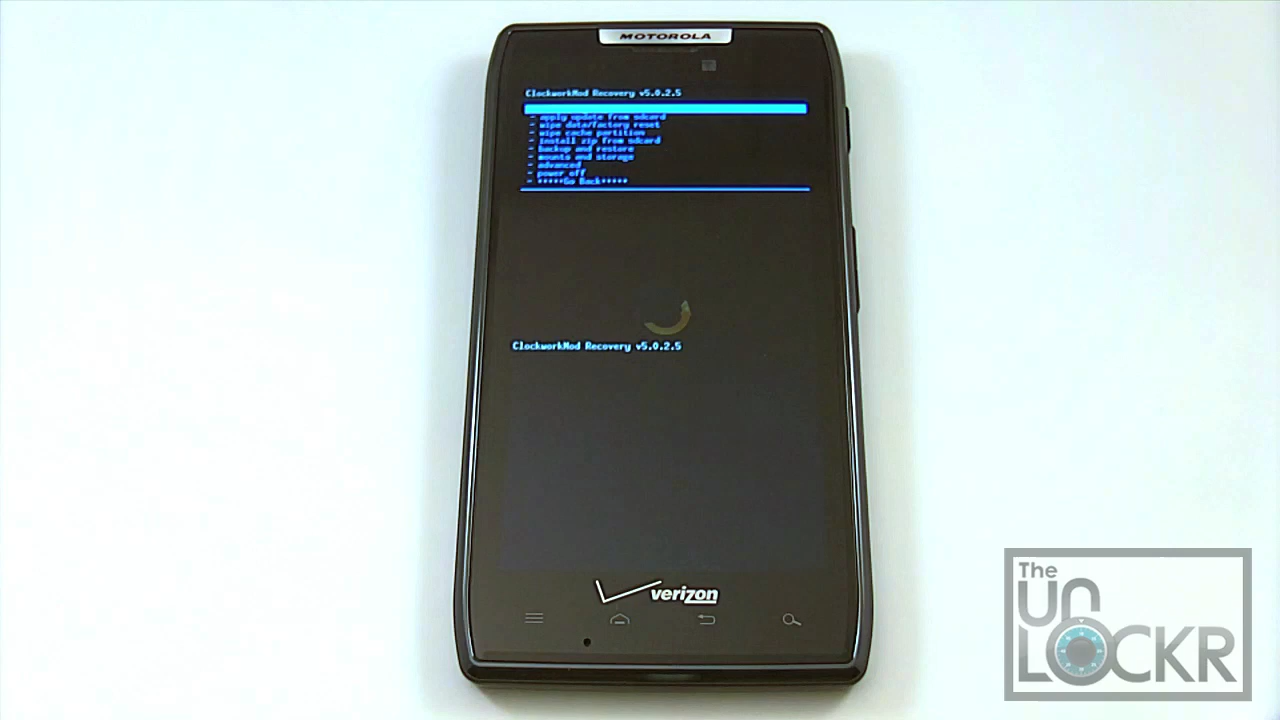 MOTOROLA
ClockworkMod Recovery v5.0.2.5
- apply update from sdcard
- wipe data/factory reset
- wipe cache partition
- install zip from sdcard
- backup and restore
- mounts and storage
- advanced
- power off
- *****Go Back*****
ClockworkMod Recovery v5.0.2.5
verizon
The
UN
LOCKR